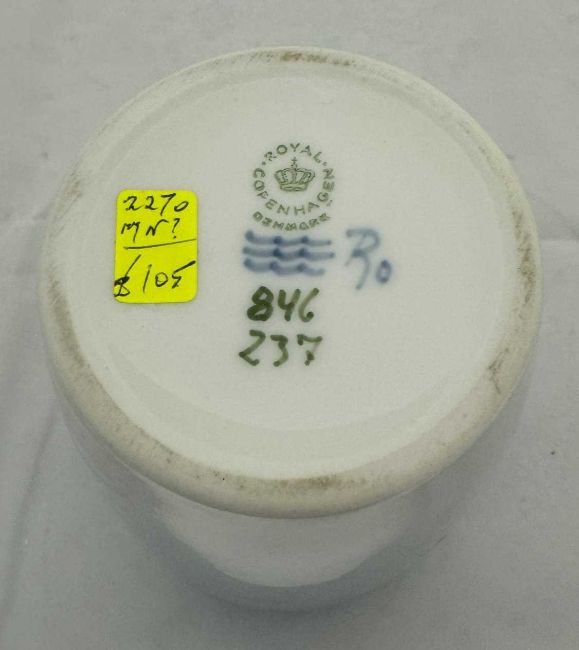 ROYAL
COPENHAGEN
DENMARK
Ro
846
237
2270
MN?
$105